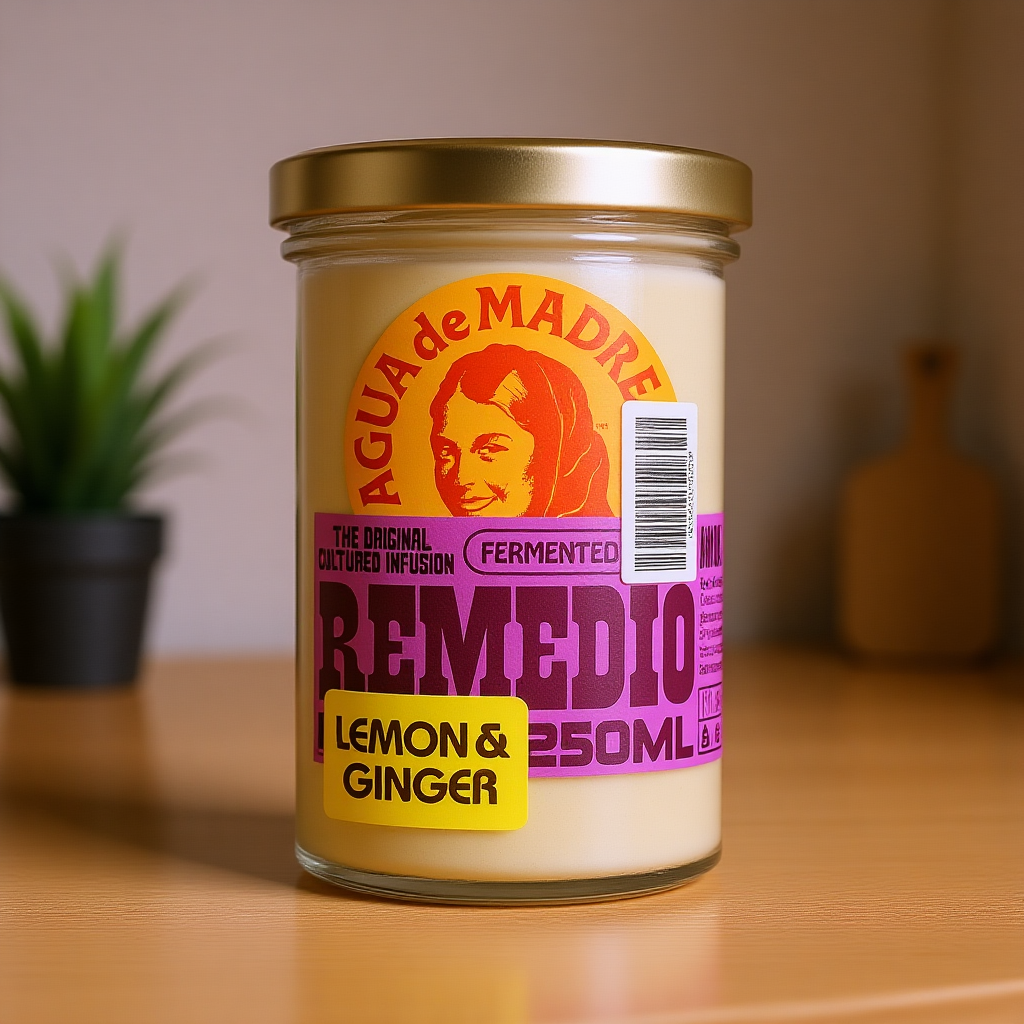 AGUA de MADRE
THE ORIGINAL
CULTURED INFUSION
FERMENTED
REMEDIO
250ML
LEMON &
GINGER